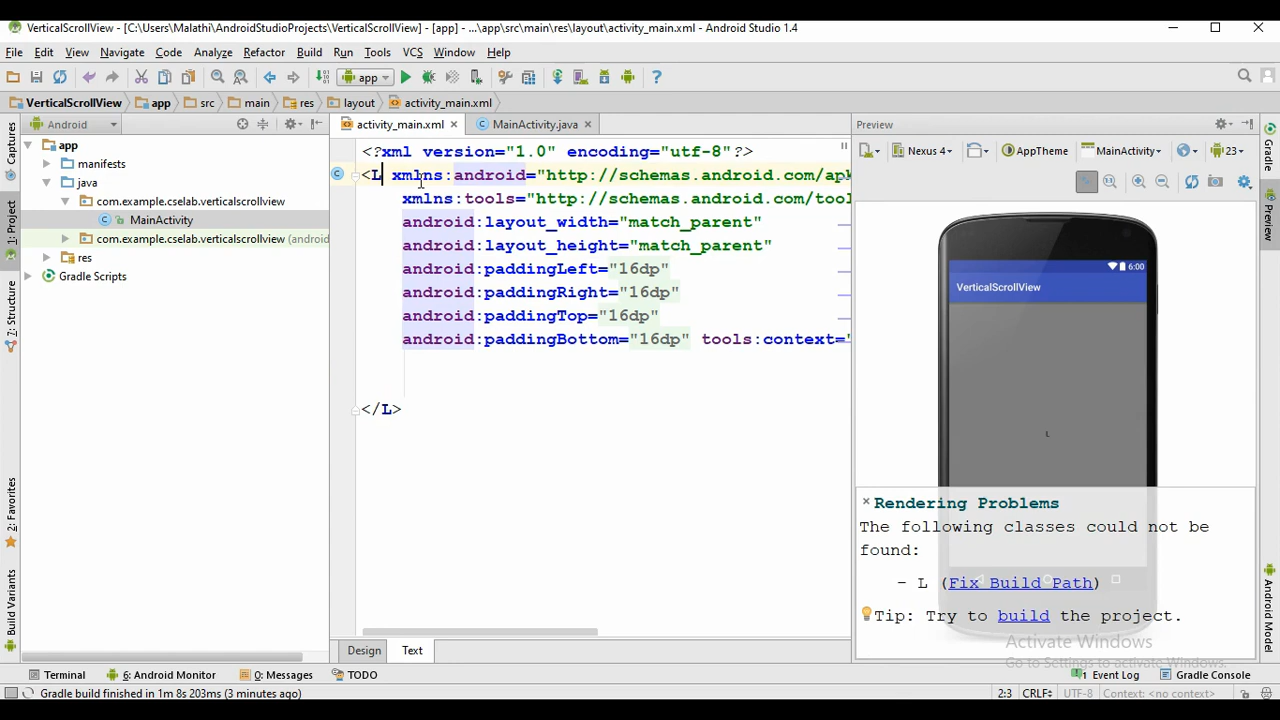 VerticalScrollView - [C:\Users\Malathi\AndroidStudioProjects\VerticalScrollView] - [app] - ...\app\src\main\res\layout\activity_main.xml - Android Studio 1.4
File Edit View Navigate Code Analyze Refactor Build Run Tools VCS Window Help
app
VerticalScrollView app src main res layout activity_main.xml
Android
activity_main.xml MainActivity.java
Preview
Nexus 4 AppTheme MainActivity 23
app
manifests
java
com.example.cselab.verticalscrollview
MainActivity
com.example.cselab.verticalscrollview (android
res
Gradle Scripts
<?xml version="1.0" encoding="utf-8"?>
<L xmlns:android="http://schemas.android.com/apk
xmlns:tools="http://schemas.android.com/tool
android:layout_width="match_parent"
android:layout_height="match_parent"
android:paddingLeft="16dp"
android:paddingRight="16dp"
android:paddingTop="16dp"
android:paddingBottom="16dp" tools:context="
</L>
6:00
VerticalScrollView
L
Rendering Problems
The following classes could not be
found:
- L (Fix Build Path)
Tip: Try to build the project.
Activate Windows
Go to Settings to activate Windows.
Captures
1: Project
7: Structure
2: Favorites
Build Variants
Gradle
Android Model
Design Text
Terminal 6: Android Monitor 0: Messages TODO
1 Event Log Gradle Console
Gradle build finished in 1m 8s 203ms (3 minutes ago)
2:3 CRLF UTF-8 Context: <no context>